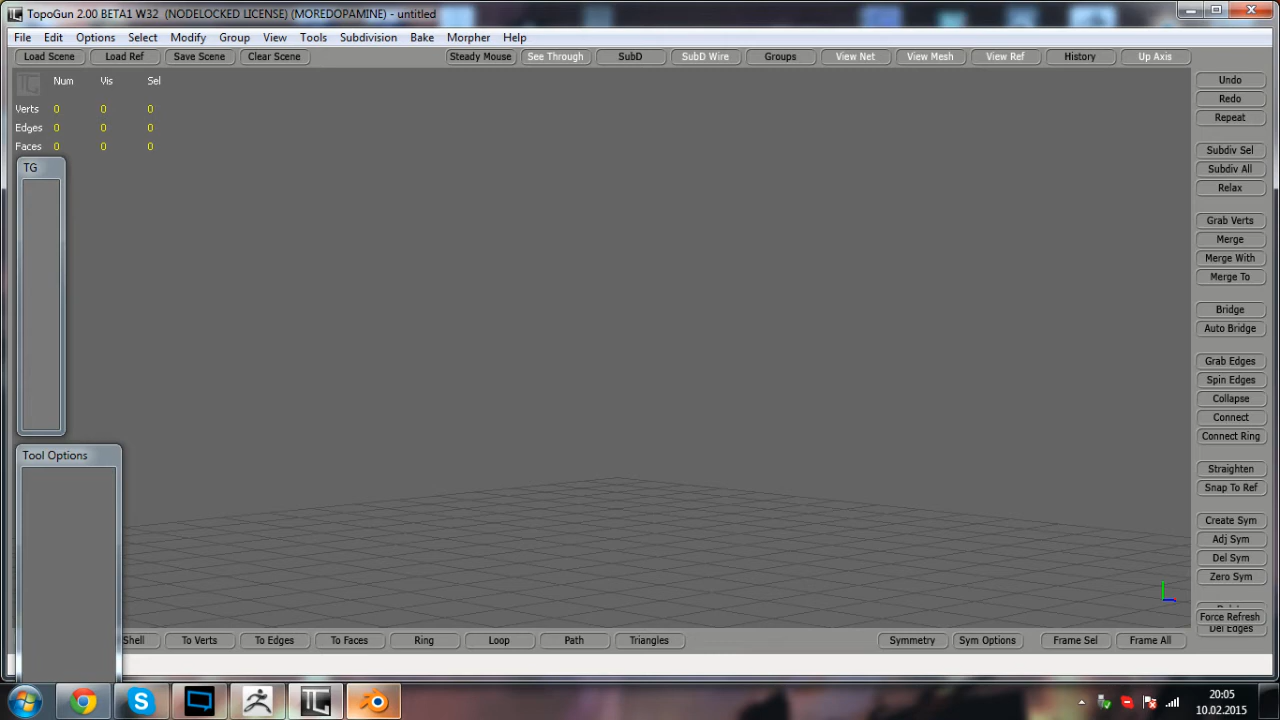 TopoGun 2.00 BETA1 W32 (NODELOCKED LICENSE) (MOREDOPAMINE) - untitled
File Edit Options Select Modify Group View Tools Subdivision Bake Morpher Help
Load Scene Load Ref Save Scene Clear Scene Steady Mouse See Through SubD SubD Wire Groups View Net View Mesh View Ref History Up Axis
Num Vis Sel
Verts 0 0 0
Edges 0 0 0
Faces 0 0 0
TG
Tool Options
Undo
Redo
Repeat
Subdiv Sel
Subdiv All
Relax
Grab Verts
Merge
Merge With
Merge To
Bridge
Auto Bridge
Grab Edges
Spin Edges
Collapse
Connect
Connect Ring
Straighten
Snap To Ref
Create Sym
Adj Sym
Del Sym
Zero Sym
Force Refresh
Del Edges
Shell To Verts To Edges To Faces Ring Loop Path Triangles Symmetry Sym Options Frame Sel Frame All
20:05
10.02.2015